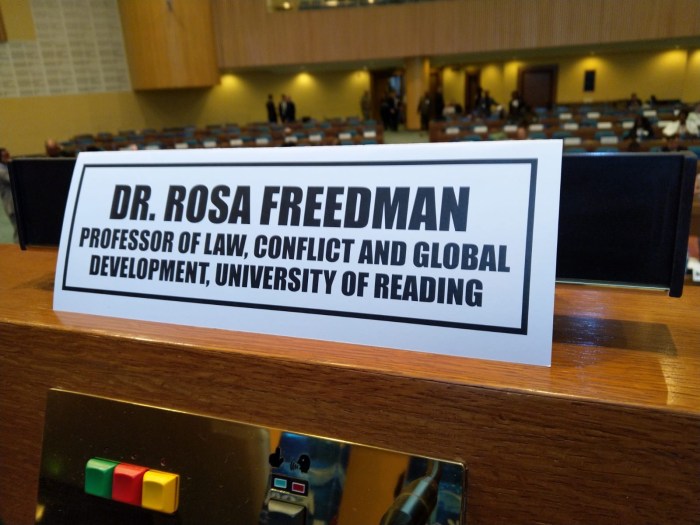 DR. ROSA FREEDMAN
PROFESSOR OF LAW, CONFLICT AND GLOBAL
DEVELOPMENT, UNIVERSITY OF READING